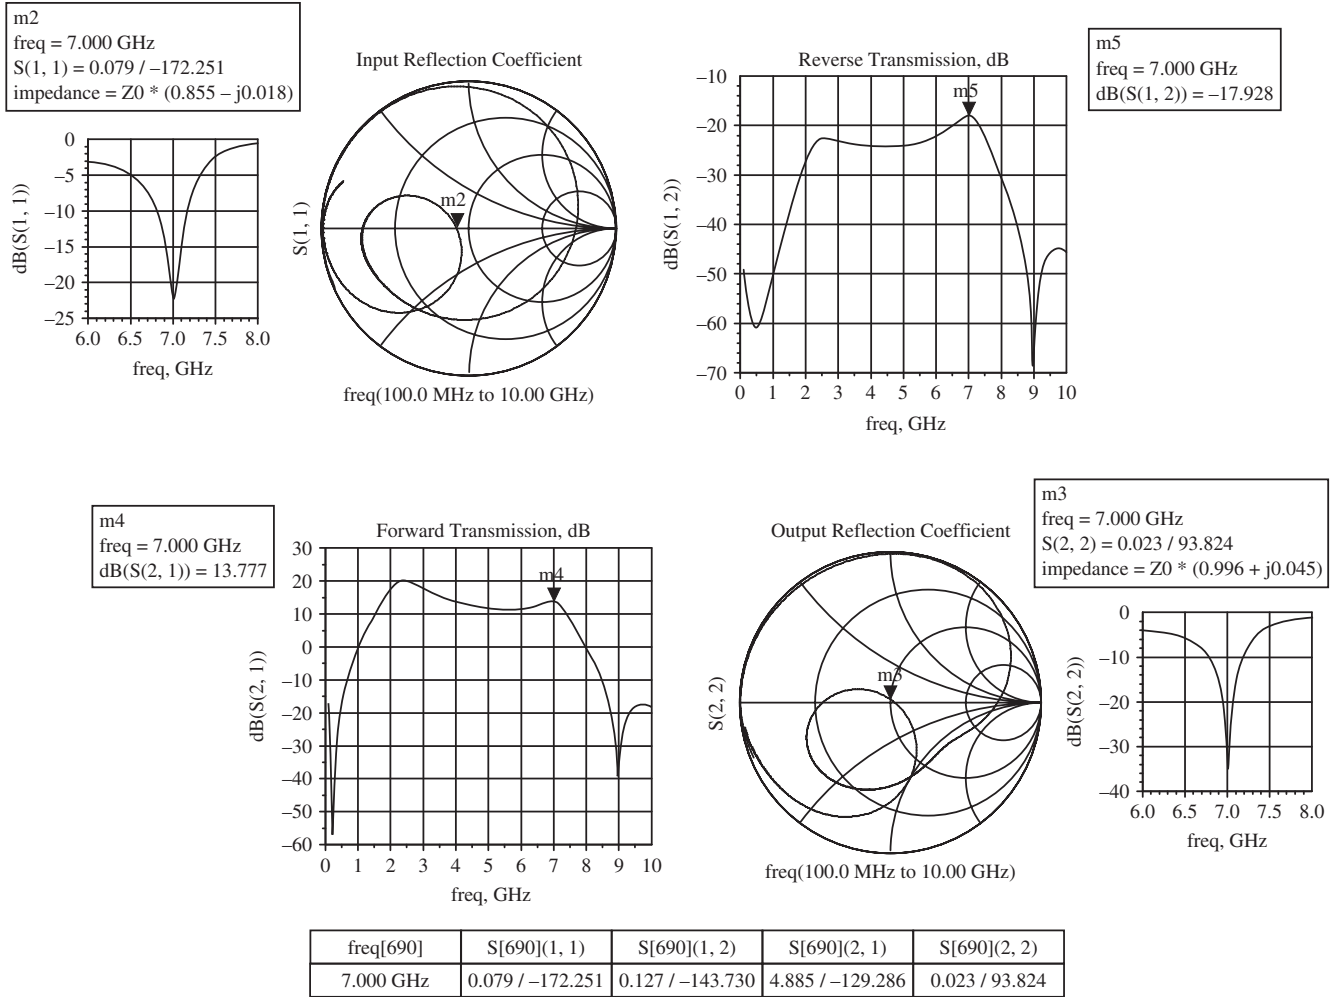 m2
freq = 7.000 GHz
S(1, 1) = 0.079 / –172.251
impedance = Z0 * (0.855 – j0.018)
0
–5
–10
–15
–20
–25
dB(S(1, 1))
6.0 6.5 7.0 7.5 8.0
freq, GHz
Input Reflection Coefficient
m2
S(1, 1)
freq(100.0 MHz to 10.00 GHz)
Reverse Transmission, dB
m5
–10
–20
–30
–40
–50
–60
–70
dB(S(1, 2))
0 1 2 3 4 5 6 7 8 9 10
freq, GHz
m5
freq = 7.000 GHz
dB(S(1, 2)) = –17.928
m4
freq = 7.000 GHz
dB(S(2, 1)) = 13.777
Forward Transmission, dB
m4
30
20
10
0
–10
–20
–30
–40
–50
–60
dB(S(2, 1))
0 1 2 3 4 5 6 7 8 9 10
freq, GHz
Output Reflection Coefficient
m3
S(2, 2)
freq(100.0 MHz to 10.00 GHz)
m3
freq = 7.000 GHz
S(2, 2) = 0.023 / 93.824
impedance = Z0 * (0.996 + j0.045)
0
–10
–20
–30
–40
dB(S(2, 2))
6.0 6.5 7.0 7.5 8.0
freq, GHz
freq[690] S[690](1, 1) S[690](1, 2) S[690](2, 1) S[690](2, 2)
7.000 GHz 0.079 / –172.251 0.127 / –143.730 4.885 / –129.286 0.023 / 93.824